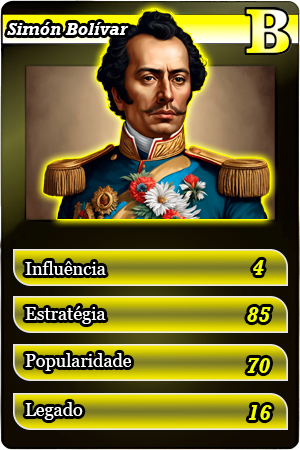 Simón Bolívar
B
Influência 4
Estratégia 85
Popularidade 70
Legado 16